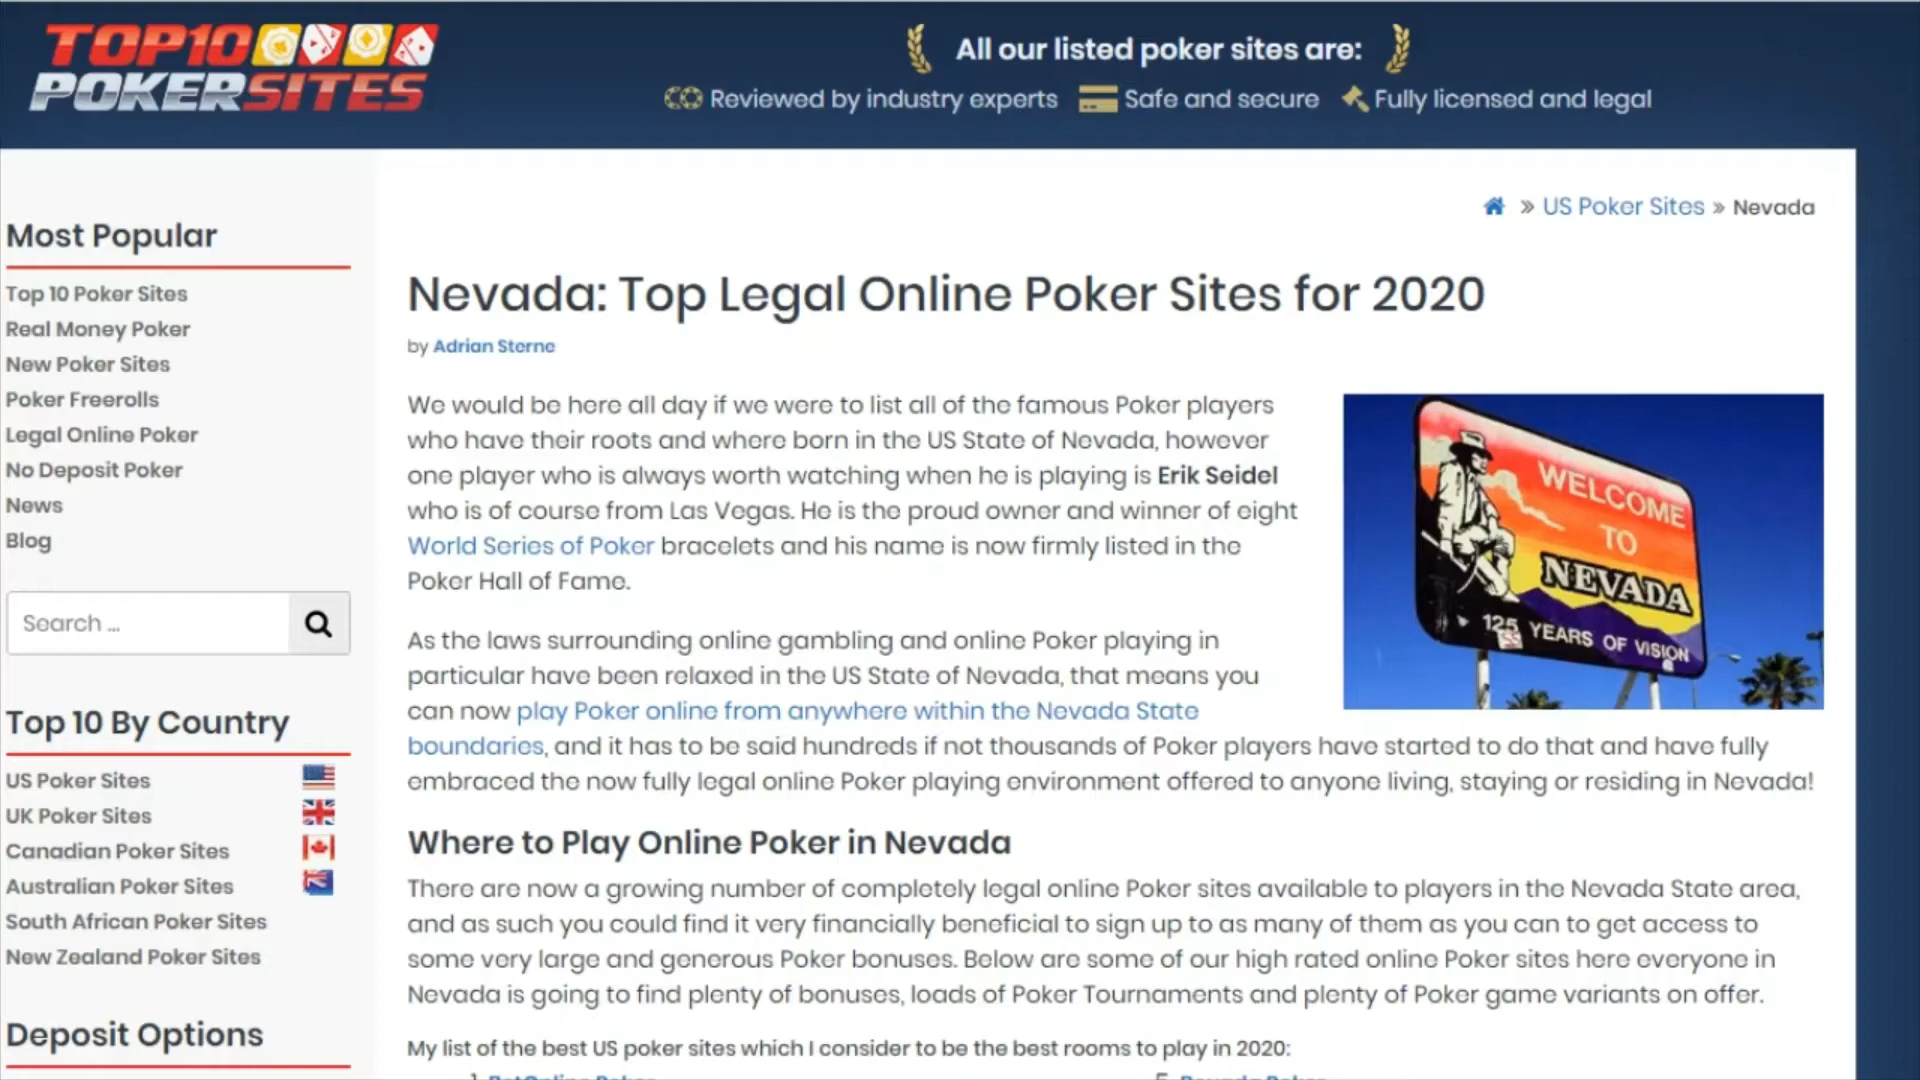 TOP10
POKERSITES
All our listed poker sites are:
Reviewed by industry experts Safe and secure Fully licensed and legal
» US Poker Sites » Nevada
Most Popular
Top 10 Poker Sites
Real Money Poker
New Poker Sites
Poker Freerolls
Legal Online Poker
No Deposit Poker
News
Blog
Search ...
Top 10 By Country
US Poker Sites
UK Poker Sites
Canadian Poker Sites
Australian Poker Sites
South African Poker Sites
New Zealand Poker Sites
Deposit Options
Nevada: Top Legal Online Poker Sites for 2020
by Adrian Sterne
We would be here all day if we were to list all of the famous Poker players
who have their roots and where born in the US State of Nevada, however
one player who is always worth watching when he is playing is Erik Seidel
who is of course from Las Vegas. He is the proud owner and winner of eight
World Series of Poker bracelets and his name is now firmly listed in the
Poker Hall of Fame.
WELCOME
TO
NEVADA
125 YEARS OF VISION
As the laws surrounding online gambling and online Poker playing in
particular have been relaxed in the US State of Nevada, that means you
can now play Poker online from anywhere within the Nevada State
boundaries, and it has to be said hundreds if not thousands of Poker players have started to do that and have fully
embraced the now fully legal online Poker playing environment offered to anyone living, staying or residing in Nevada!
Where to Play Online Poker in Nevada
There are now a growing number of completely legal online Poker sites available to players in the Nevada State area,
and as such you could find it very financially beneficial to sign up to as many of them as you can to get access to
some very large and generous Poker bonuses. Below are some of our high rated online Poker sites here everyone in
Nevada is going to find plenty of bonuses, loads of Poker Tournaments and plenty of Poker game variants on offer.
My list of the best US poker sites which I consider to be the best rooms to play in 2020: